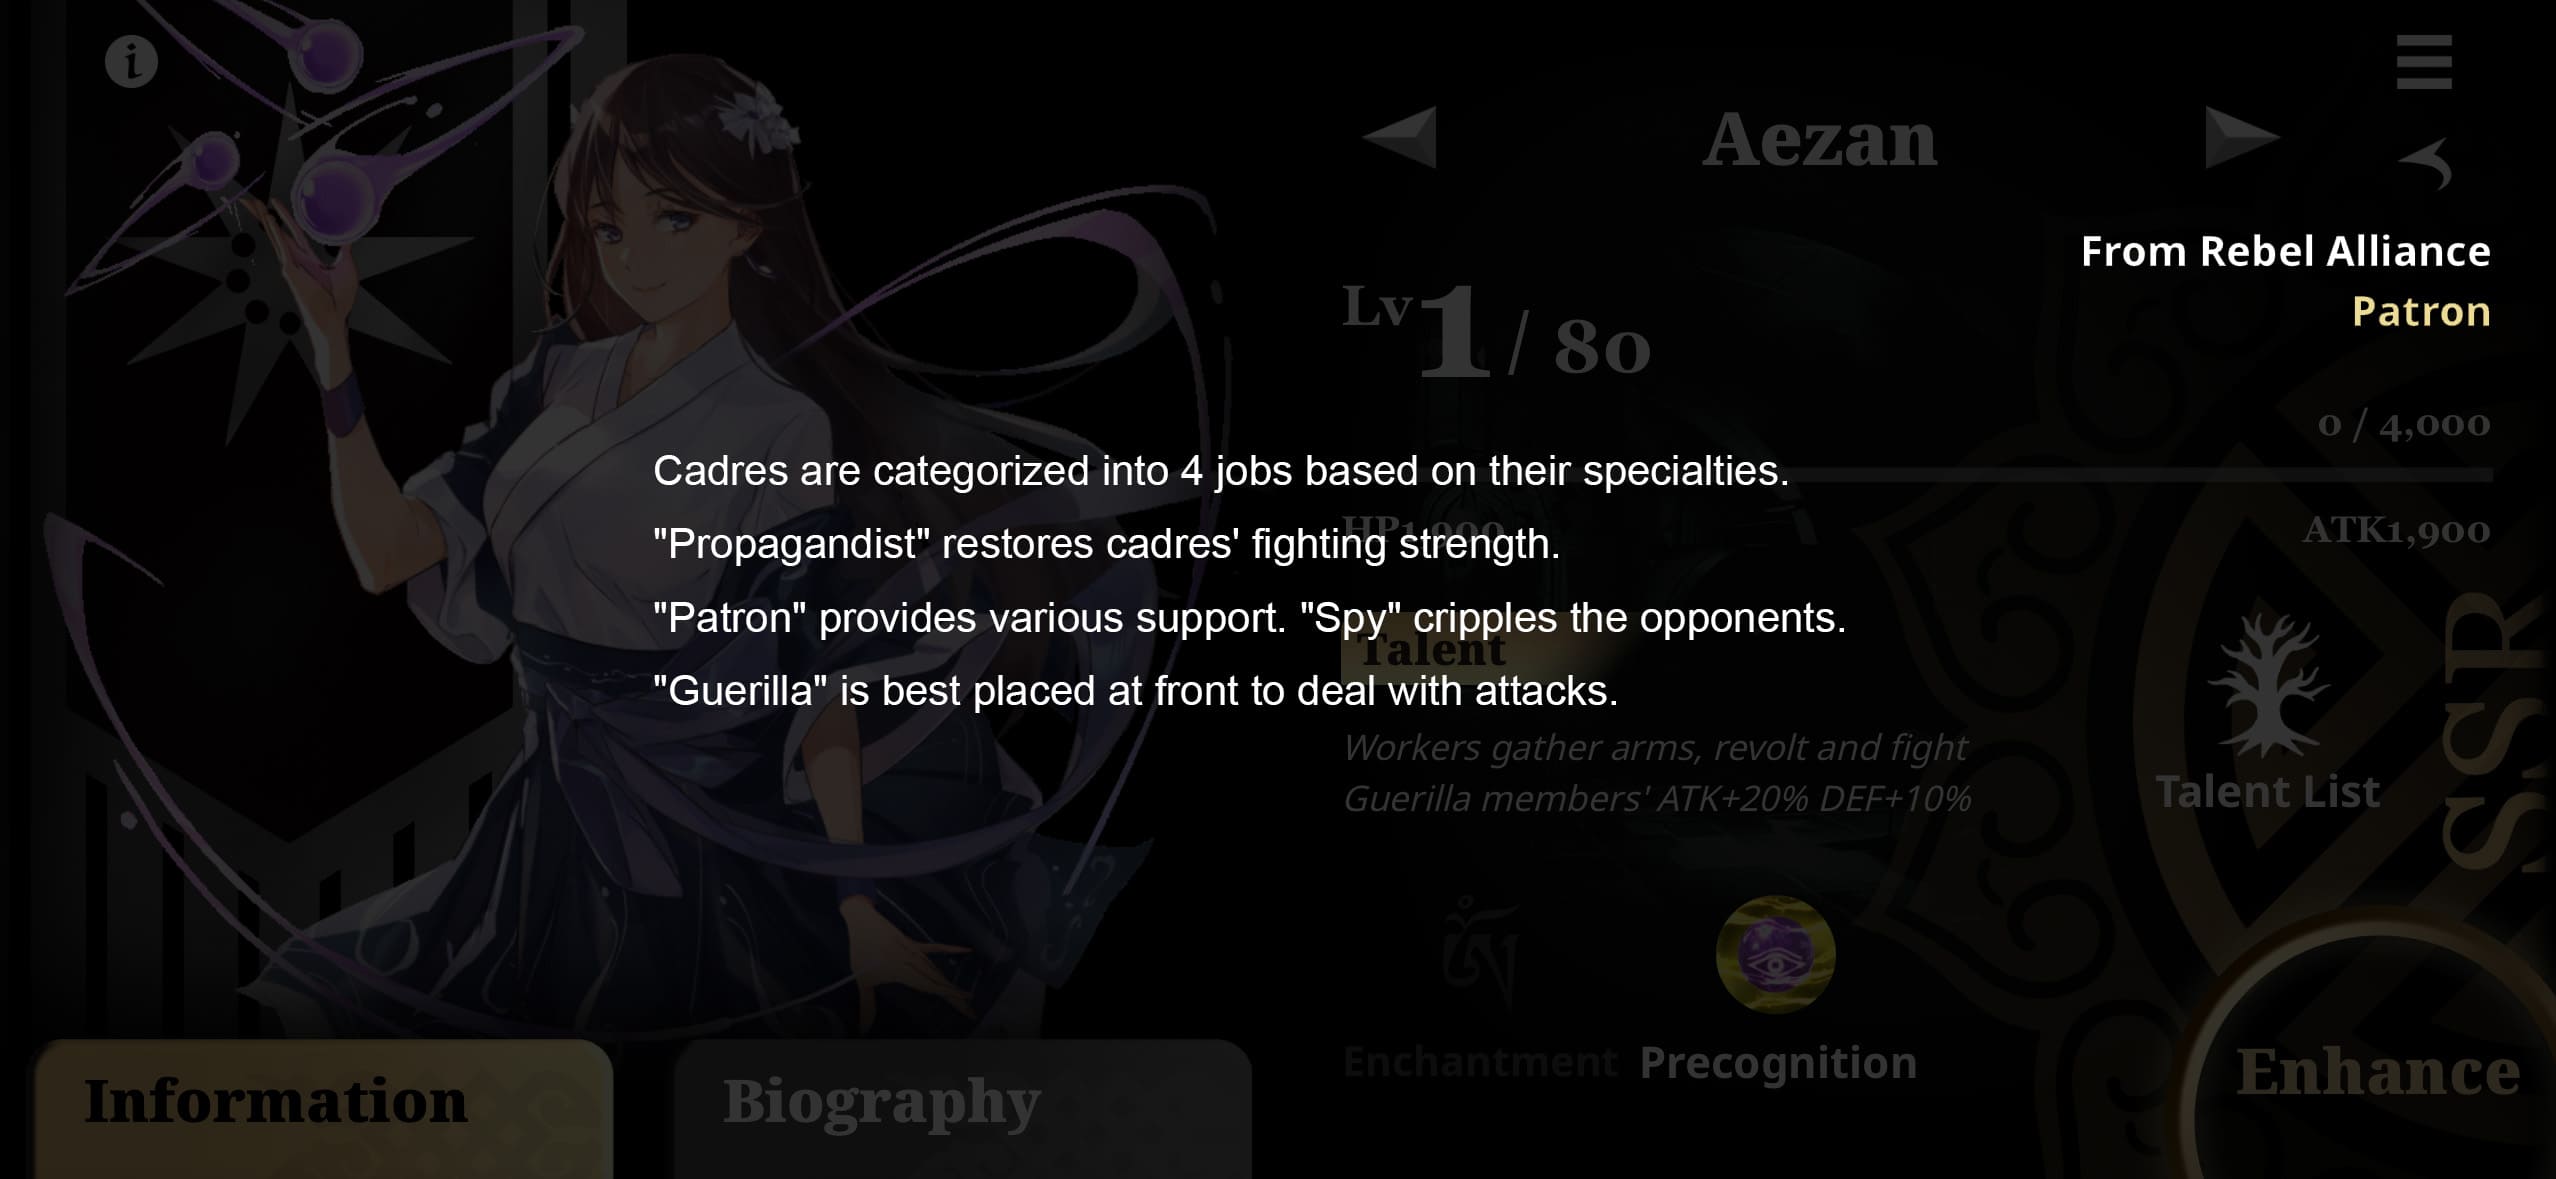 i
Aezan
From Rebel Alliance
Patron
Lv 1 / 80
0 / 4,000
Cadres are categorized into 4 jobs based on their specialties.
HP1,900
ATK1,900
"Propagandist" restores cadres' fighting strength.
"Patron" provides various support. "Spy" cripples the opponents.
Talent
"Guerilla" is best placed at front to deal with attacks.
Workers gather arms, revolt and fight
Guerilla members' ATK+20% DEF+10%
Talent List
SSR
Enchantment
Precognition
Enhance
Information
Biography